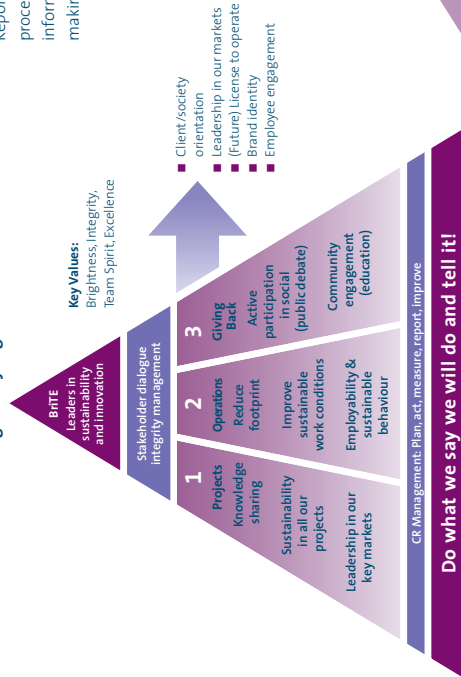 Repor
proce
inform
makin
BriTE
Leaders in
sustainability
and innovation
Key Values:
Brightness, Integrity,
Team Spirit, Excellence
Stakeholder dialogue
integrity management
1
Projects
Knowledge
sharing
Sustainability
in all our
projects
Leadership in our
key markets
2
Operations
Reduce
footprint
Improve
sustainable
work conditions
Employability &
sustainable
behaviour
3
Giving
Back
Active
participation
in social
(public debate)
Community
engagement
(education)
■ Client/society
orientation
■ Leadership in our markets
■ (Future) License to operate
■ Brand identity
■ Employee engagement
CR Management: Plan, act, measure, report, improve
Do what we say we will do and tell it!